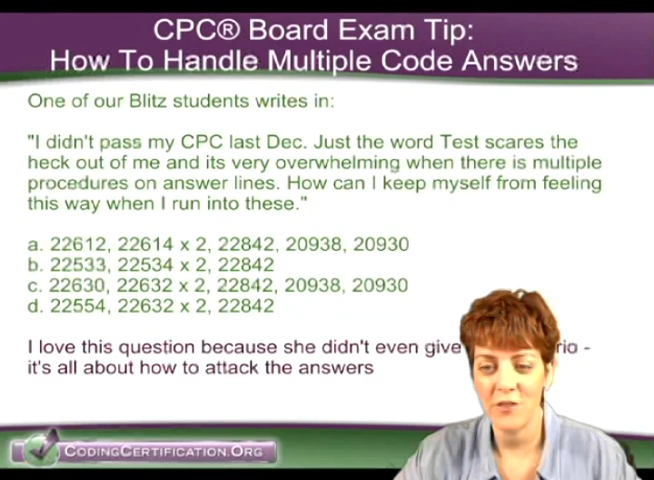 CPC® Board Exam Tip:
How To Handle Multiple Code Answers
One of our Blitz students writes in:
"I didn't pass my CPC last Dec. Just the word Test scares the
heck out of me and its very overwhelming when there is multiple
procedures on answer lines. How can I keep myself from feeling
this way when I run into these."
a. 22612, 22614 x 2, 22842, 20938, 20930
b. 22533, 22534 x 2, 22842
c. 22630, 22632 x 2, 22842, 20938, 20930
d. 22554, 22632 x 2, 22842
I love this question because she didn't even give rio -
it's all about how to attack the answers
CODINGCERTIFICATION.ORG